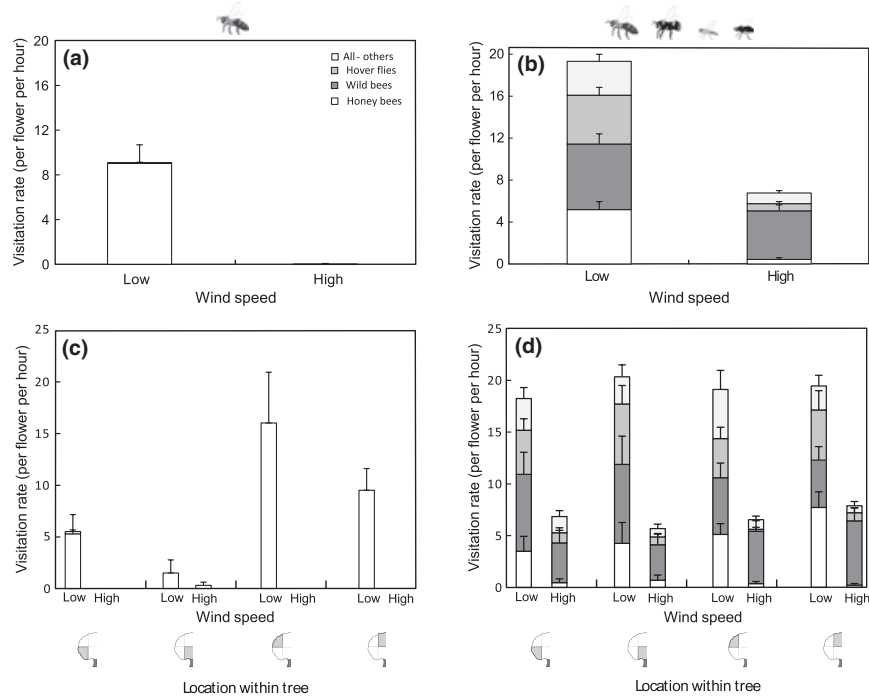 (a)
All - others
Hover flies
Wild bees
Honey bees
Visitation rate (per flower per hour)
20
16
12
8
4
0
Low High
Wind speed
(b)
Visitation rate (per flower per hour)
20
16
12
8
4
0
Low High
Wind speed
(c)
Visitation rate (per flower per hour)
25
20
15
10
5
0
Low High Low High Low High Low High
Wind speed
Location within tree
(d)
Visitation rate (per flower per hour)
25
20
15
10
5
0
Low High Low High Low High Low High
Wind speed
Location within tree